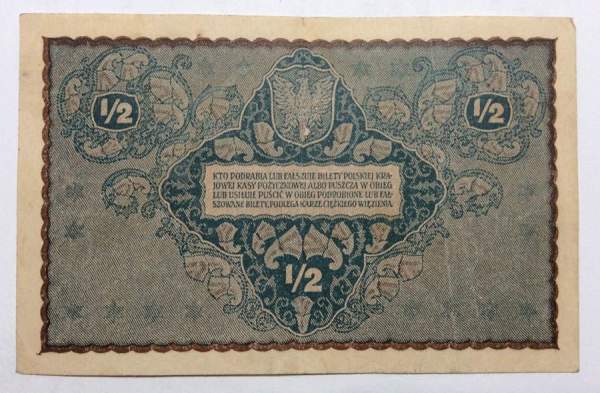 1/2
1/2
KTO PODRABIA LUB FAŁSZUJE BILETY POLSKIEJ KRA-
JOWEJ KASY POŻYCZKOWEJ ALBO PUSZCZA W OBIEG
LUB USIŁUJE PUŚCIĆ W OBIEG PODROBIONE LUB FAŁ-
SZOWANE BILETY, PODLEGA KARZE CIĘŻKIEGO WIĘZIENIA
1/2